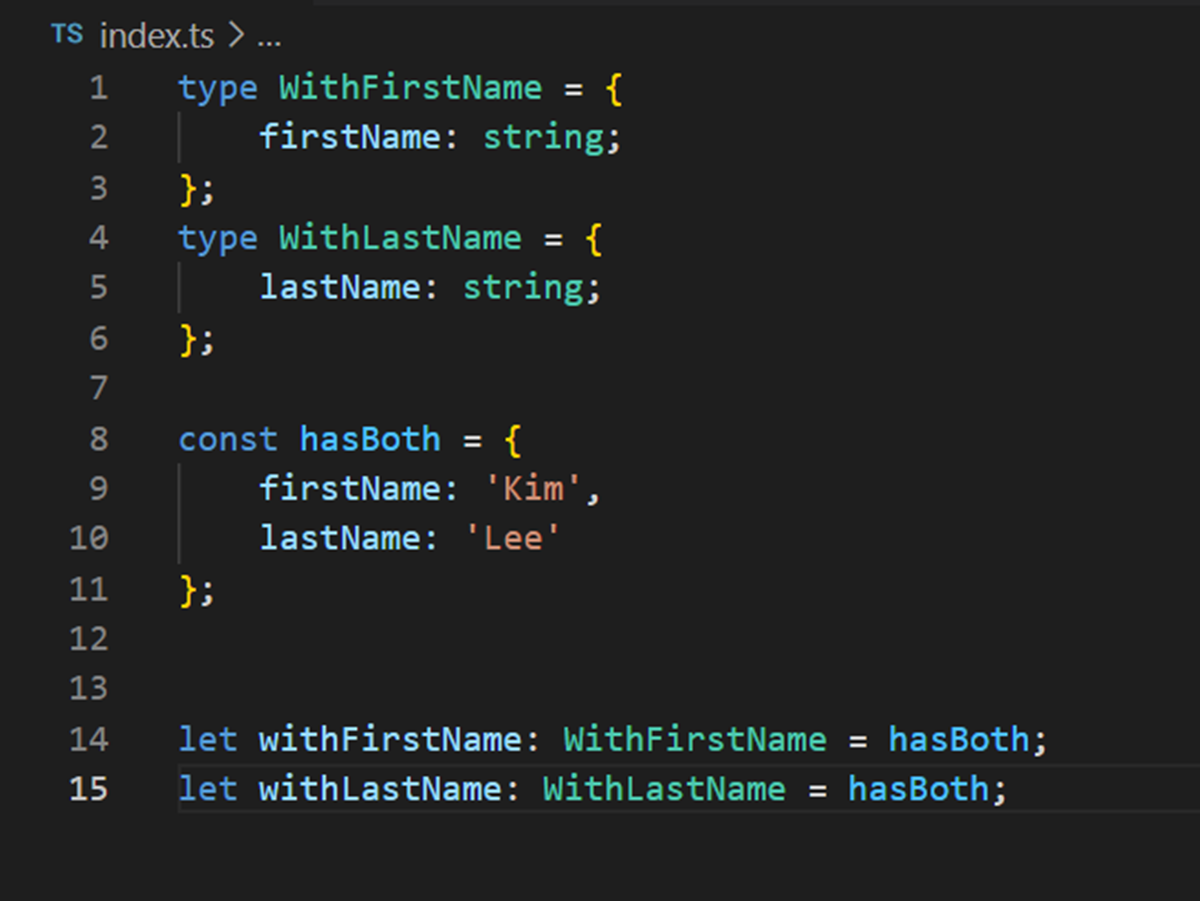 TS index.ts > ...
1 type WithFirstName = {
2     firstName: string;
3 };
4 type WithLastName = {
5     lastName: string;
6 };
7
8 const hasBoth = {
9     firstName: 'Kim',
10     lastName: 'Lee'
11 };
12
13
14 let withFirstName: WithFirstName = hasBoth;
15 let withLastName: WithLastName = hasBoth;